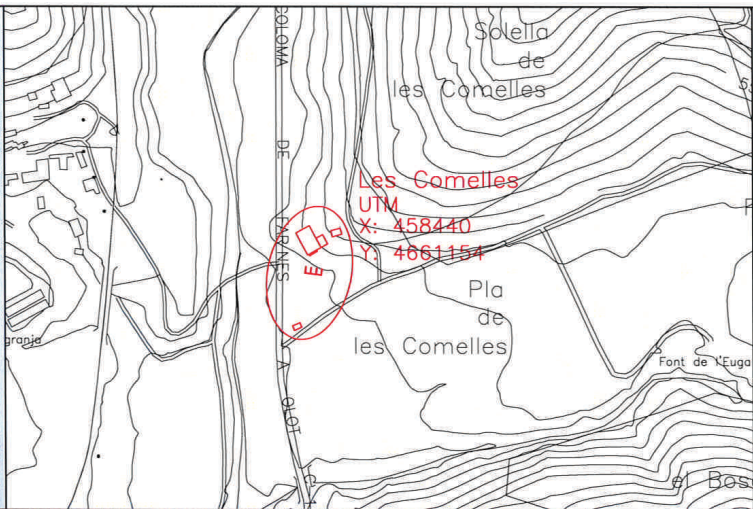 Solella
de
les Comelles
COLOMA DE FARNES A OLOT
Les Comelles
UTM
X: 458440
Y: 4661154
Pla
de
les Comelles
granja
Font de l'Euga
el Bos